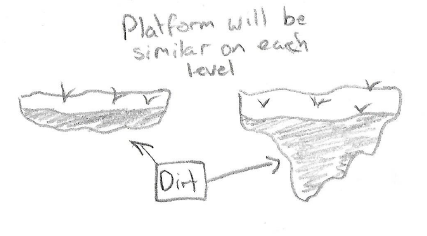 Platform will be
similar on each
level
Dirt